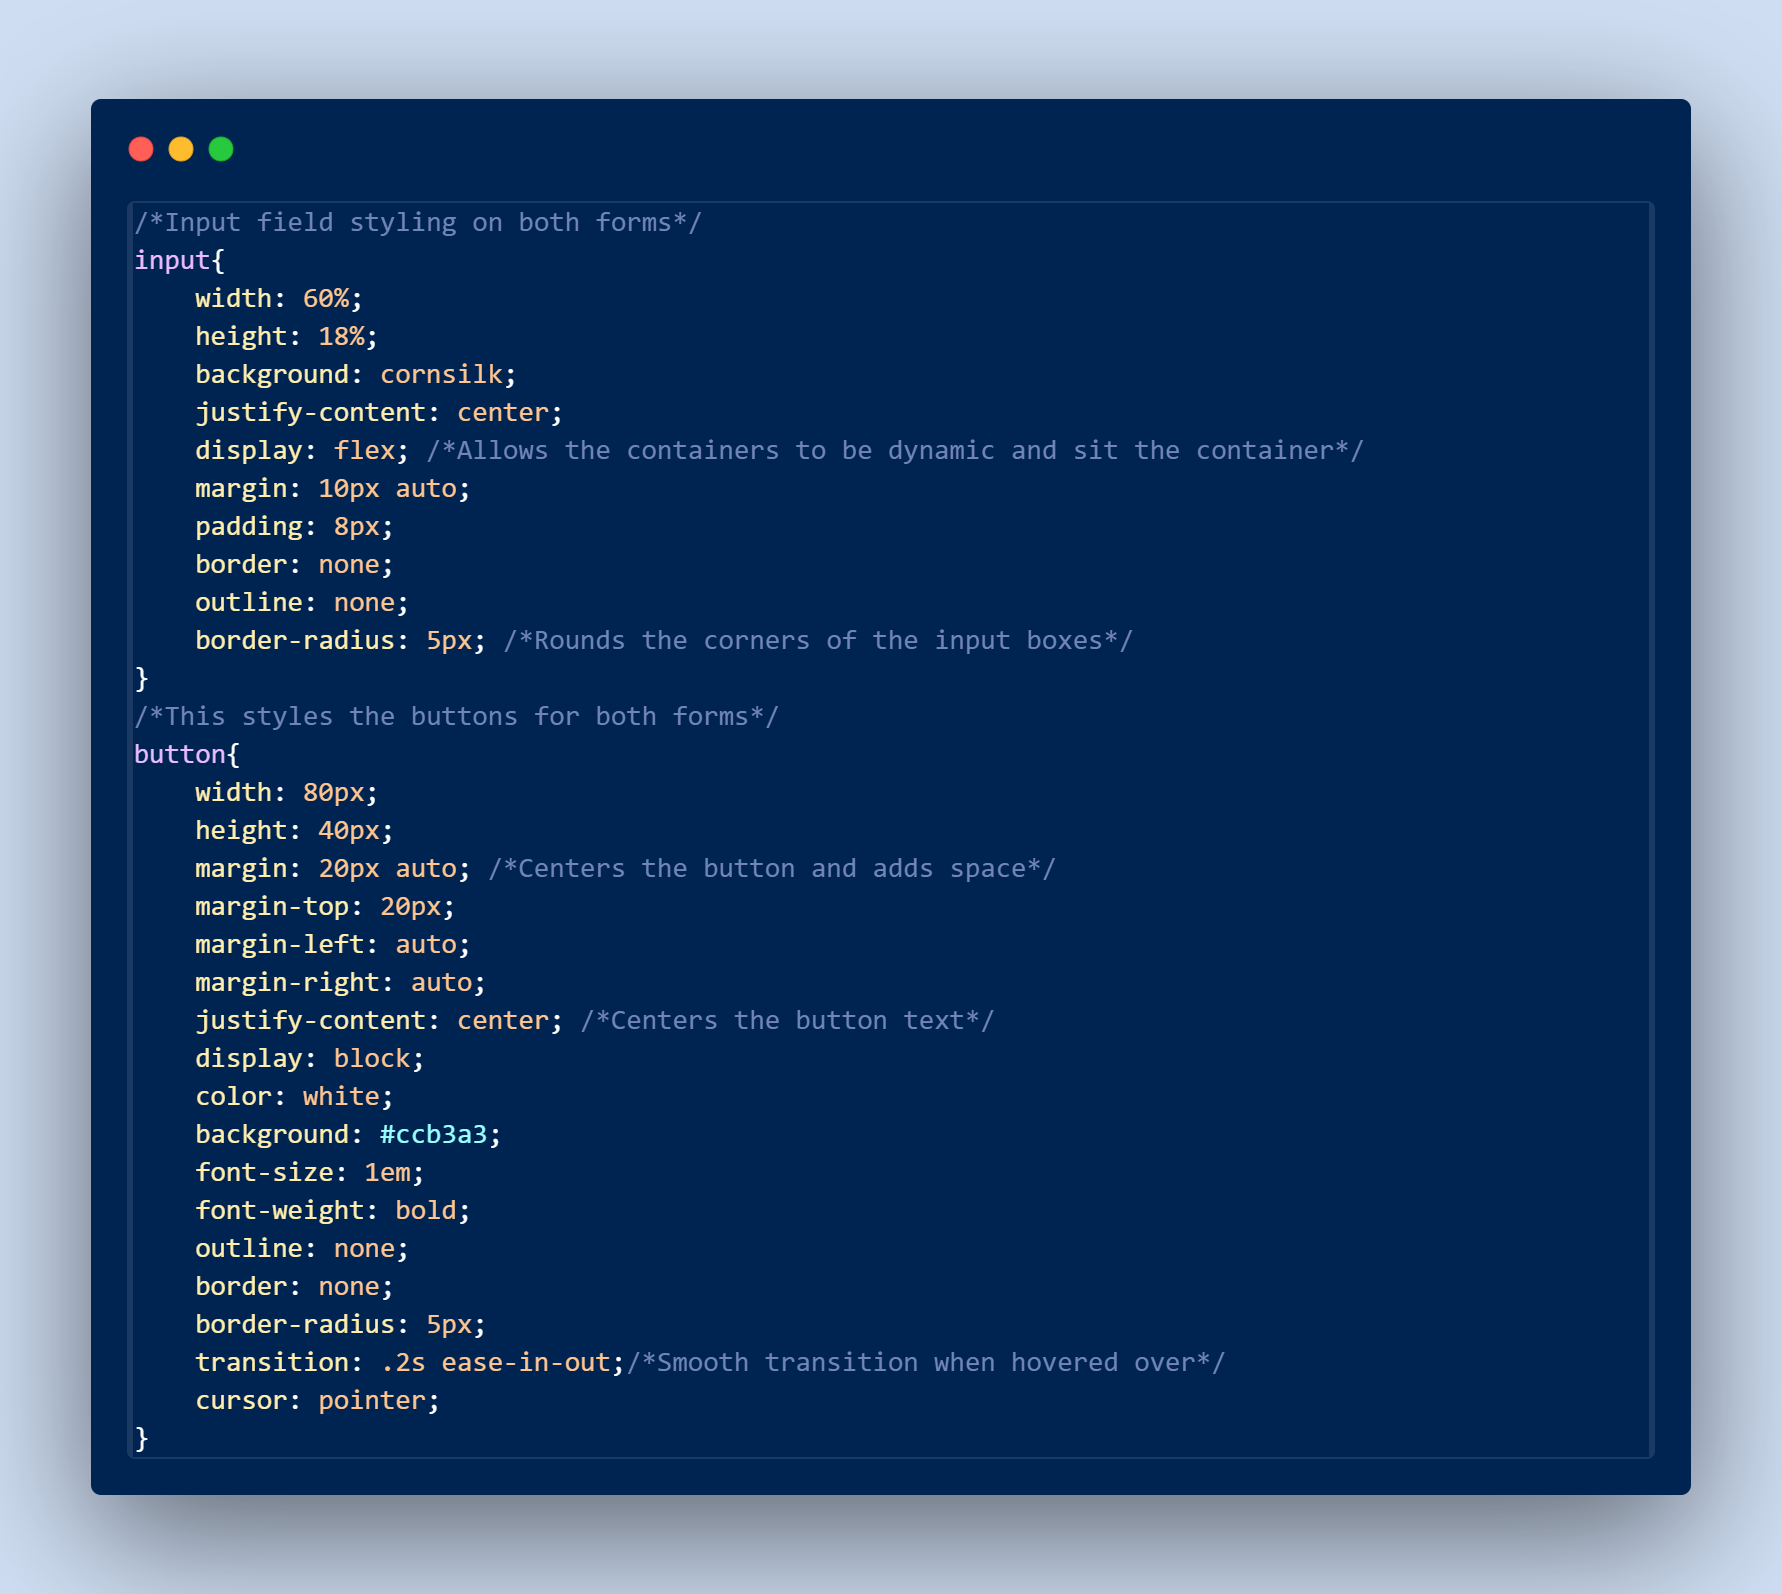 /*Input field styling on both forms*/
input{
    width: 60%;
    height: 18%;
    background: cornsilk;
    justify-content: center;
    display: flex; /*Allows the containers to be dynamic and sit the container*/
    margin: 10px auto;
    padding: 8px;
    border: none;
    outline: none;
    border-radius: 5px; /*Rounds the corners of the input boxes*/
}
/*This styles the buttons for both forms*/
button{
    width: 80px;
    height: 40px;
    margin: 20px auto; /*Centers the button and adds space*/
    margin-top: 20px;
    margin-left: auto;
    margin-right: auto;
    justify-content: center; /*Centers the button text*/
    display: block;
    color: white;
    background: #ccb3a3;
    font-size: 1em;
    font-weight: bold;
    outline: none;
    border: none;
    border-radius: 5px;
    transition: .2s ease-in-out;/*Smooth transition when hovered over*/
    cursor: pointer;
}